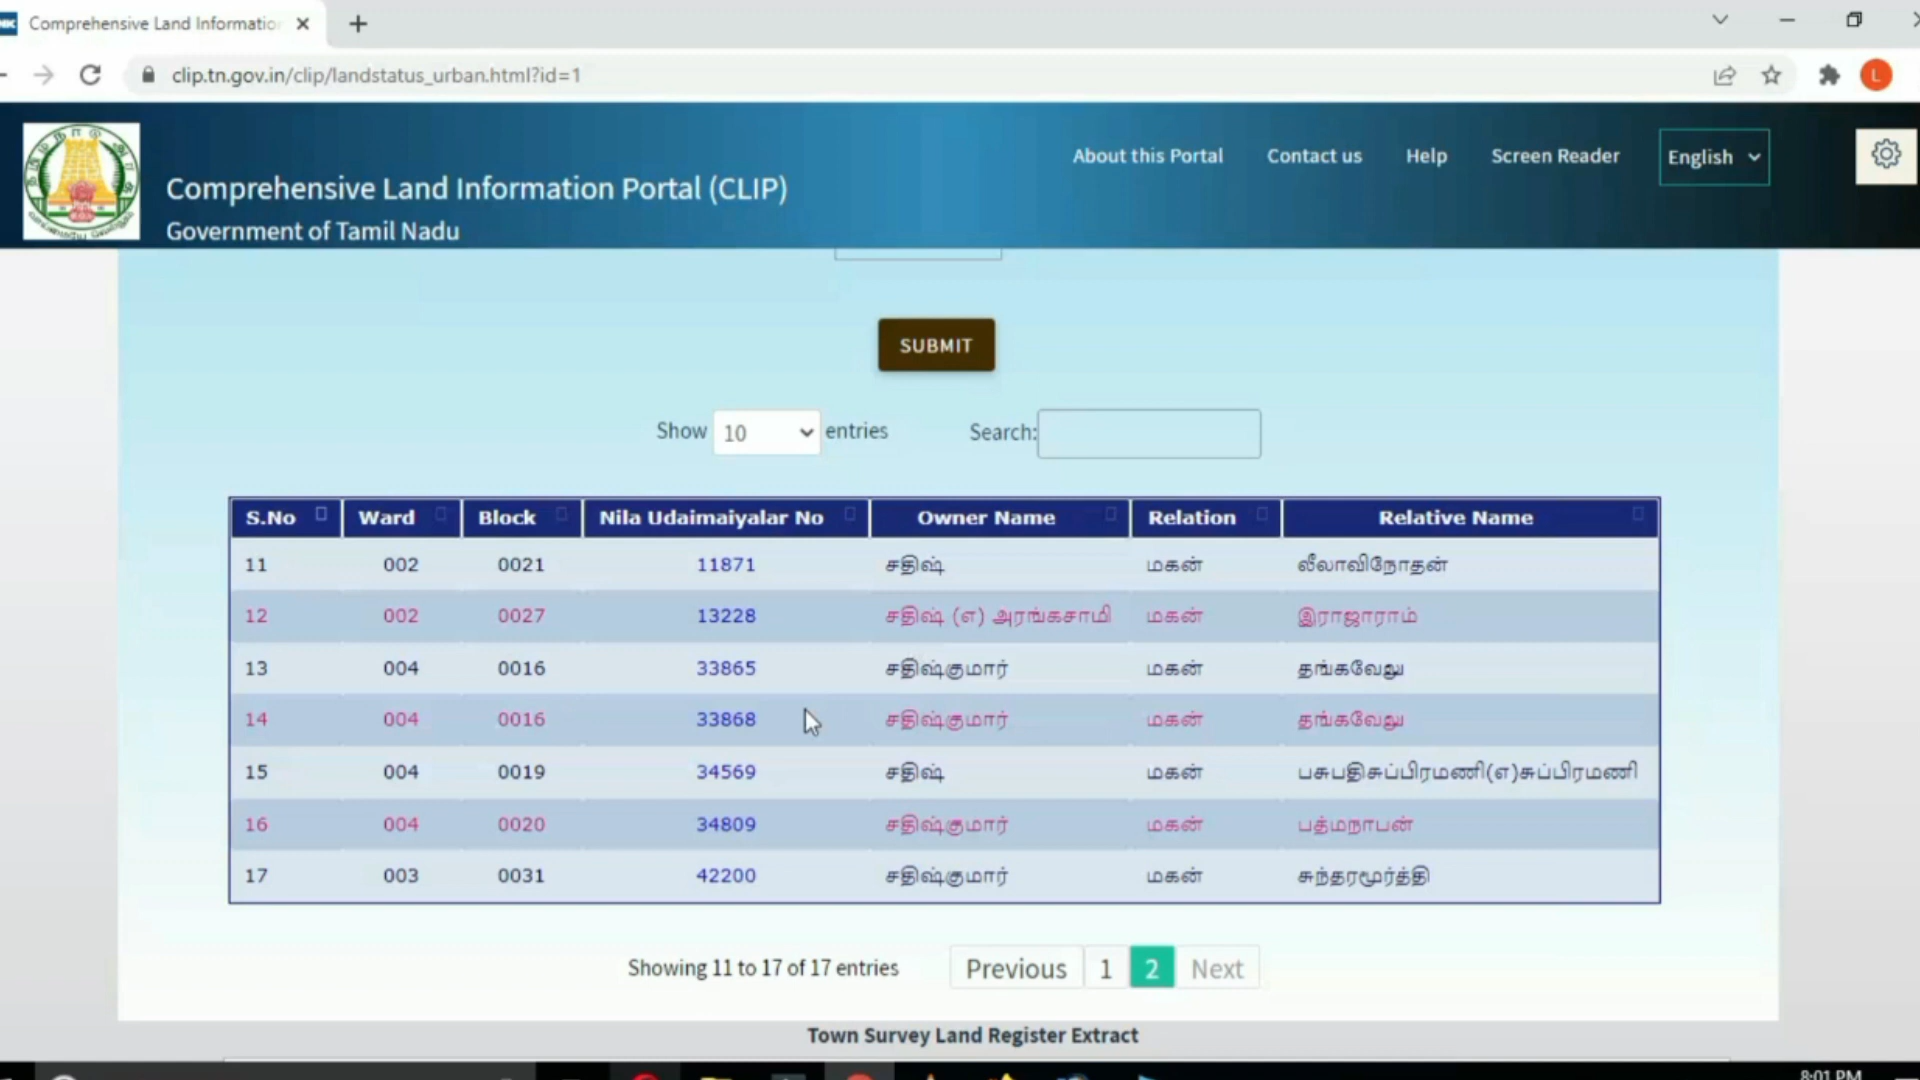 Comprehensive Land Informatio
clip.tn.gov.in/clip/landstatus_urban.html?id=1
L
About this Portal Contact us Help Screen Reader English
Comprehensive Land Information Portal (CLIP)
Government of Tamil Nadu
SUBMIT
Show 10 entries Search:
S.No Ward Block Nila Udaimaiyalar No Owner Name Relation Relative Name
11 002 0021 11871 சதிஷ் மகன் லீலாவிநோதன்
12 002 0027 13228 சதிஷ் (எ) அரங்கசாமி மகன் இராஜாராம்
13 004 0016 33865 சதிஷ்குமார் மகன் தங்கவேலு
14 004 0016 33868 சதிஷ்குமார் மகன் தங்கவேலு
15 004 0019 34569 சதிஷ் மகன் பசுபதிசுப்பிரமணி(எ)சுப்பிரமணி
16 004 0020 34809 சதிஷ்குமார் மகன் பத்மநாபன்
17 003 0031 42200 சதிஷ்குமார் மகன் சுந்தரமூர்த்தி
Showing 11 to 17 of 17 entries Previous 1 2 Next
Town Survey Land Register Extract
8:01 PM